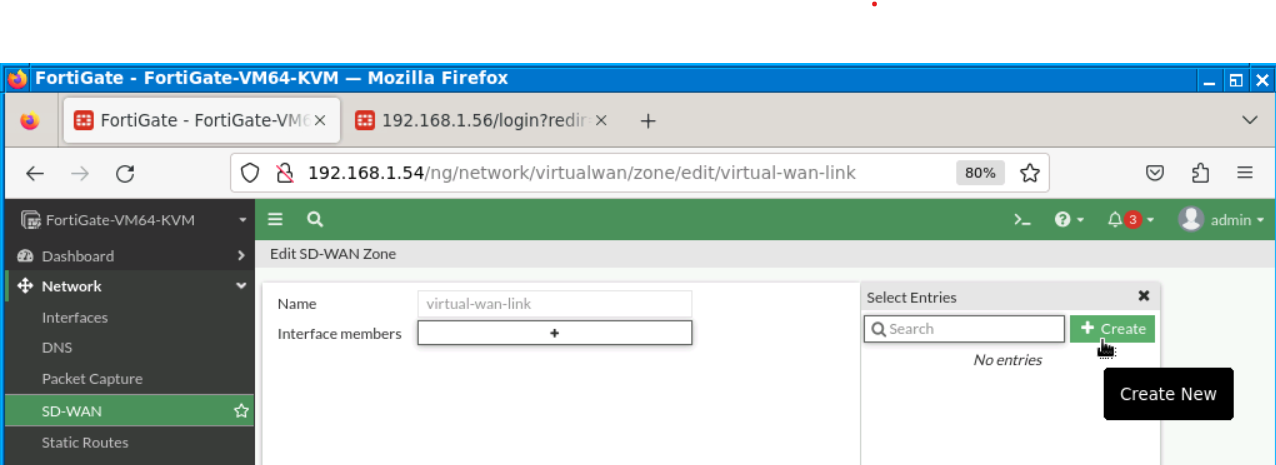 FortiGate - FortiGate-VM64-KVM — Mozilla Firefox
FortiGate - FortiGate-VM6
192.168.1.56/login?redir
192.168.1.54/ng/network/virtualwan/zone/edit/virtual-wan-link
80%
FortiGate-VM64-KVM
>_
3
admin
Dashboard
Edit SD-WAN Zone
Network
Interfaces
DNS
Packet Capture
SD-WAN
Static Routes
Name
virtual-wan-link
Interface members
+
Select Entries
Search
+ Create
No entries
Create New